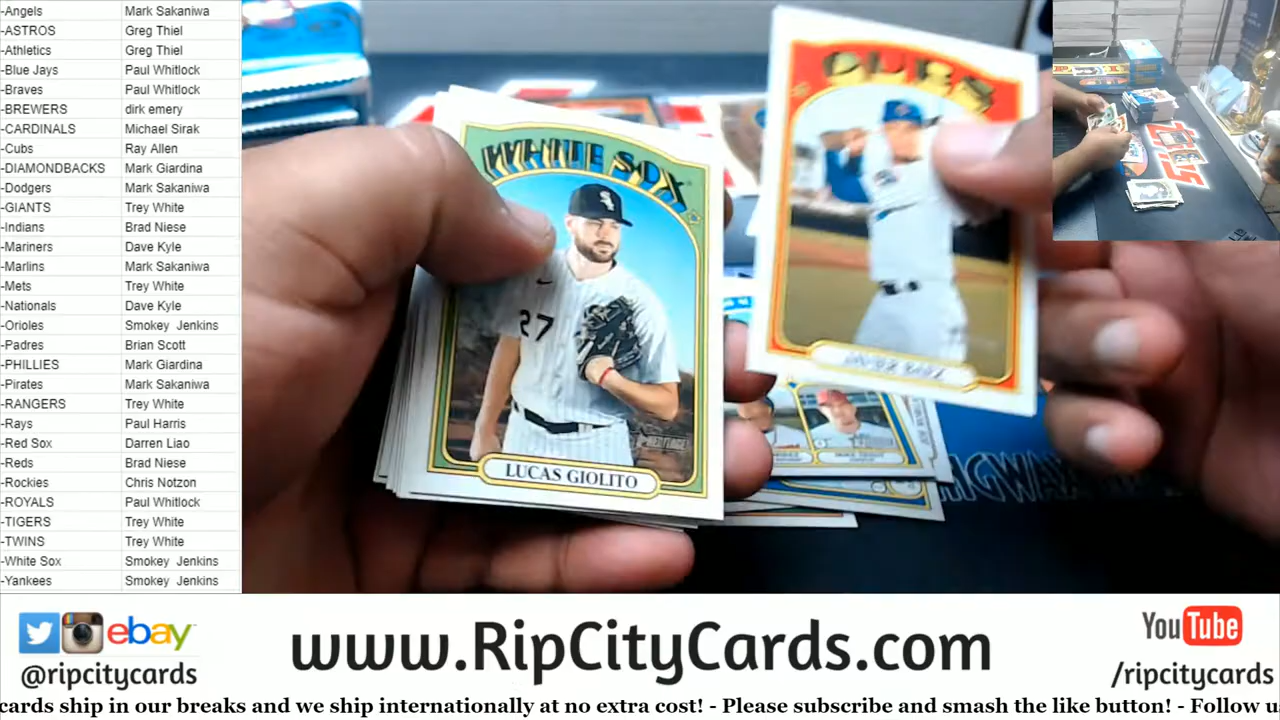 -Angels Mark Sakaniwa
-ASTROS Greg Thiel
-Athletics Greg Thiel
-Blue Jays Paul Whitlock
-Braves Paul Whitlock
-BREWERS dirk emery
-CARDINALS Michael Sirak
-Cubs Ray Allen
-DIAMONDBACKS Mark Giardina
-Dodgers Mark Sakaniwa
-GIANTS Trey White
-Indians Brad Niese
-Mariners Dave Kyle
-Marlins Mark Sakaniwa
-Mets Trey White
-Nationals Dave Kyle
-Orioles Smokey Jenkins
-Padres Brian Scott
-PHILLIES Mark Giardina
-Pirates Mark Sakaniwa
-RANGERS Trey White
-Rays Paul Harris
-Red Sox Darren Liao
-Reds Brad Niese
-Rockies Chris Notzon
-ROYALS Paul Whitlock
-TIGERS Trey White
-TWINS Trey White
-White Sox Smokey Jenkins
-Yankees Smokey Jenkins
WHITE SOX
27
HERITAGE
LUCAS GIOLITO
CUBS
ebay
@ripcitycards
www.RipCityCards.com
YouTube
/ripcitycards
cards ship in our breaks and we ship internationally at no extra cost! - Please subscribe and smash the like button! - Follow u